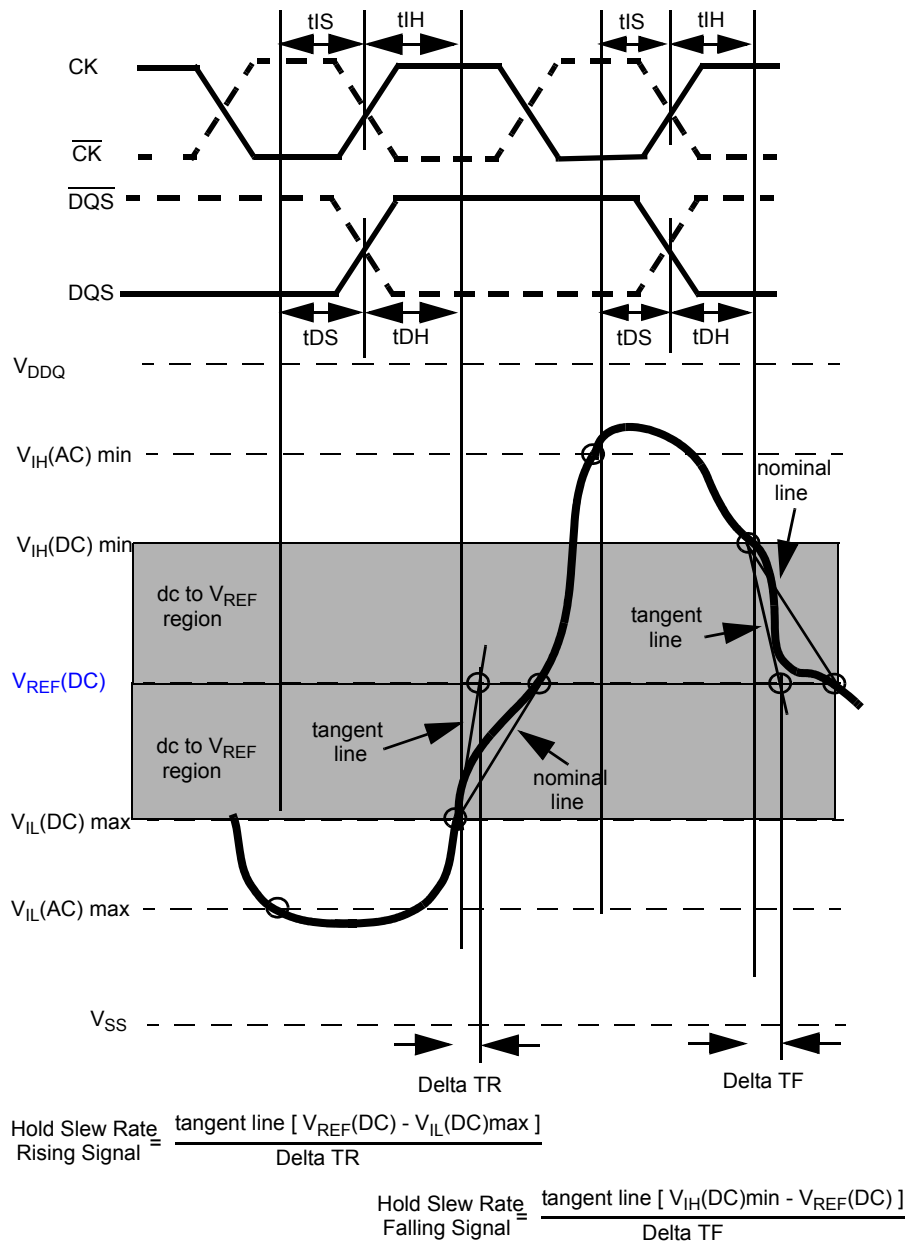 tIS tIH tIS tIH
CK
CK
DQS
DQS
tDS tDH tDS tDH
VDDQ
VIH(AC) min
nominal
line
VIH(DC) min
dc to VREF
region
tangent
line
VREF(DC)
tangent
line
dc to VREF
region
nominal
line
VIL(DC) max
VIL(AC) max
VSS
Delta TR Delta TF
Hold Slew Rate
Rising Signal = tangent line [ VREF(DC) - VIL(DC)max ]
Delta TR
Hold Slew Rate
Falling Signal = tangent line [ VIH(DC)min - VREF(DC) ]
Delta TF